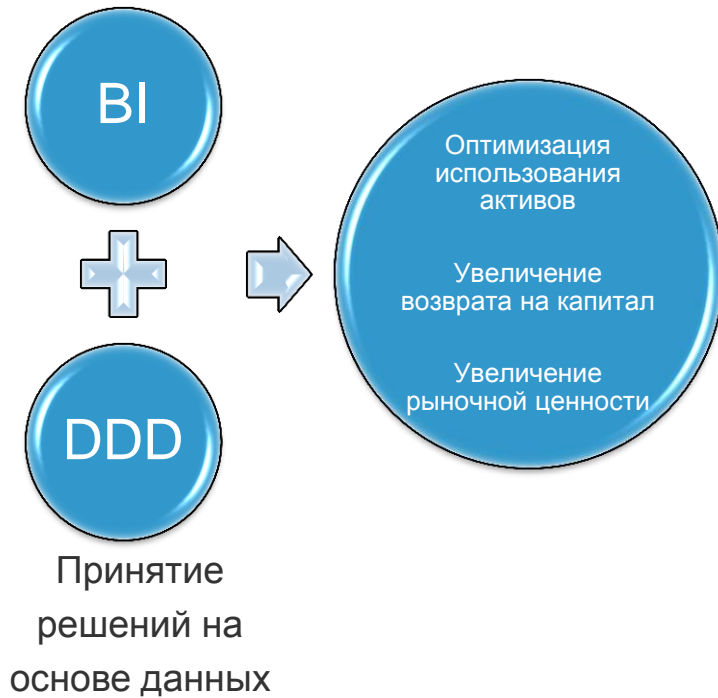 BI
DDD
Принятие
решений на
основе данных
Оптимизация
использования
активов
Увеличение
возврата на капитал
Увеличение
рыночной ценности